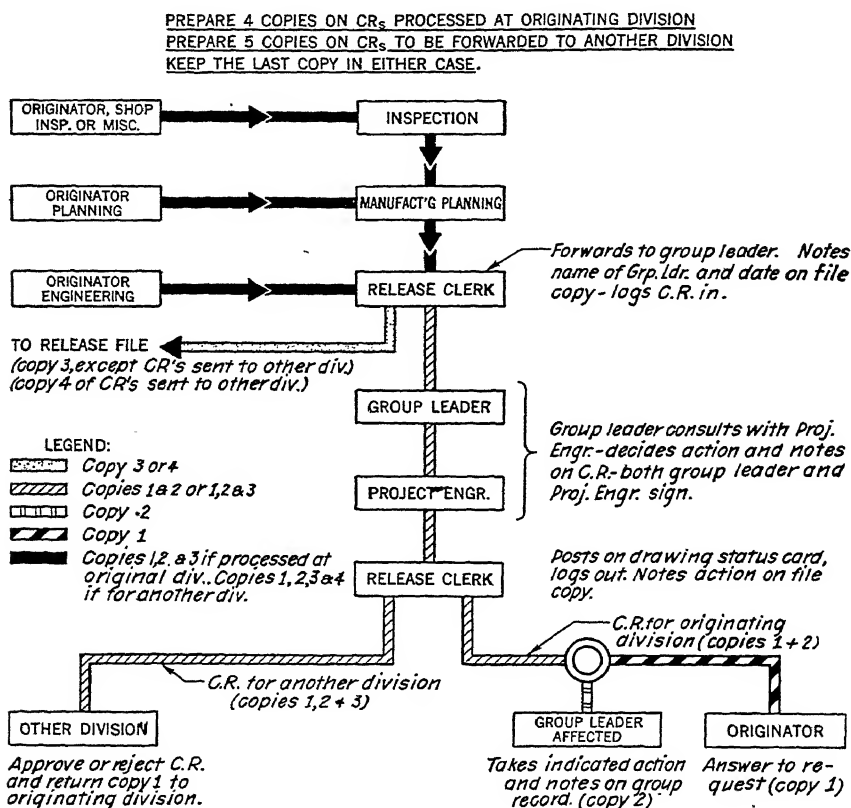 PREPARE 4 COPIES ON CRs PROCESSED AT ORIGINATING DIVISION
PREPARE 5 COPIES ON CRs TO BE FORWARDED TO ANOTHER DIVISION
KEEP THE LAST COPY IN EITHER CASE.
ORIGINATOR, SHOP
INSP. OR MISC.
INSPECTION
ORIGINATOR
PLANNING
MANUFACT'G PLANNING
ORIGINATOR
ENGINEERING
RELEASE CLERK
Forwards to group leader. Notes
name of Grp. Ldr. and date on file
copy - logs C.R. in.
TO RELEASE FILE
(copy 3, except CR's sent to other div.)
(copy 4 of CR's sent to other div.)
GROUP LEADER
PROJECT ENGR.
Group leader consults with Proj.
Engr. - decides action and notes
on C.R. - both group leader and
Proj. Engr. sign.
LEGEND:
Copy 3 or 4
Copies 1 & 2 or 1, 2 & 3
Copy 2
Copy 1
Copies 1, 2. & 3 if processed at
original div.. Copies 1, 2, 3 & 4
if for another div.
RELEASE CLERK
Posts on drawing status card,
logs out. Notes action on file
copy.
C.R. for originating
division (copies 1 + 2)
C.R. for another division
(copies 1, 2 + 3)
OTHER DIVISION
Approve or reject C.R.
and return copy 1 to
originating division.
GROUP LEADER
AFFECTED
Takes indicated action
and notes on group
record. (copy 2)
ORIGINATOR
Answer to re-
quest (copy 1)